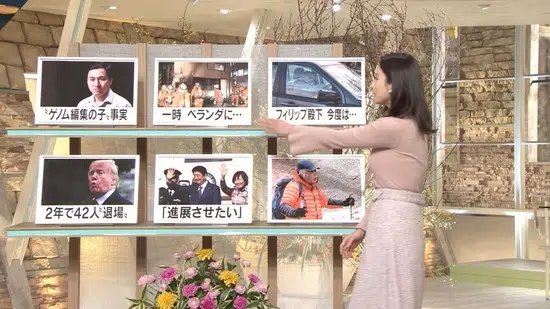 “ゲノム編集の子”事実
一時 ベランダに…
フィリップ殿下 今度は…
2年で42人“退場”
「進展させたい」